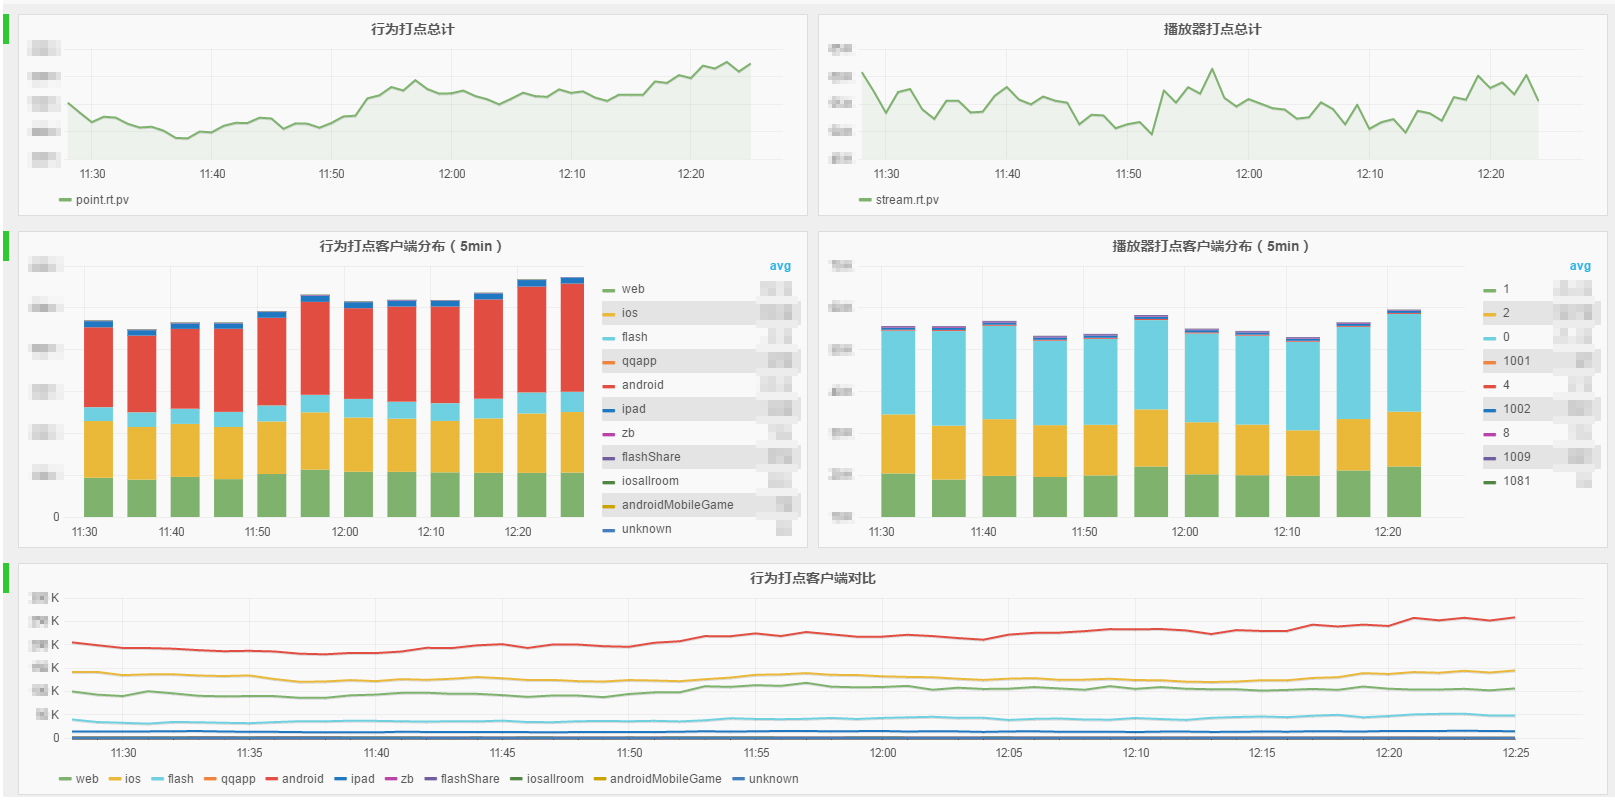 行为打点总计
11:30 11:40 11:50 12:00 12:10 12:20
point.rt.pv
播放器打点总计
11:30 11:40 11:50 12:00 12:10 12:20
stream.rt.pv
行为打点客户端分布（5min）
avg
web
ios
flash
qqapp
android
ipad
zb
flashShare
iosallroom
androidMobileGame
unknown
0
11:30 11:40 11:50 12:00 12:10 12:20
播放器打点客户端分布（5min）
avg
1
2
0
1001
4
1002
8
1009
1081
11:30 11:40 11:50 12:00 12:10 12:20
行为打点客户端对比
K
K
K
K
K
K
0
11:30 11:35 11:40 11:45 11:50 11:55 12:00 12:05 12:10 12:15 12:20 12:25
web ios flash qqapp android ipad zb flashShare iosallroom androidMobileGame unknown